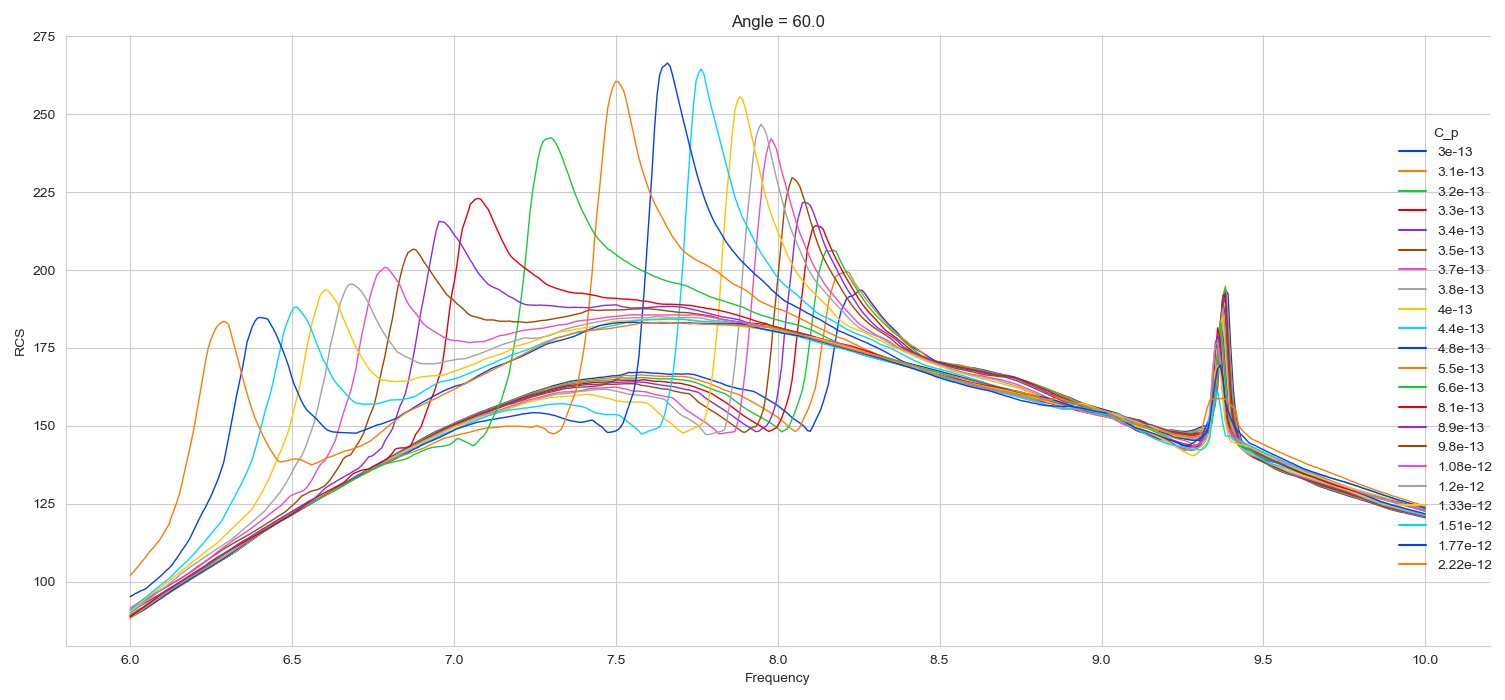 Angle = 60.0
275
250
225
200
175
150
125
100
RCS
6.0 6.5 7.0 7.5 8.0 8.5 9.0 9.5 10.0
Frequency
C_p
3e-13
3.1e-13
3.2e-13
3.3e-13
3.4e-13
3.5e-13
3.7e-13
3.8e-13
4e-13
4.4e-13
4.8e-13
5.5e-13
6.6e-13
8.1e-13
8.9e-13
9.8e-13
1.08e-12
1.2e-12
1.33e-12
1.51e-12
1.77e-12
2.22e-12